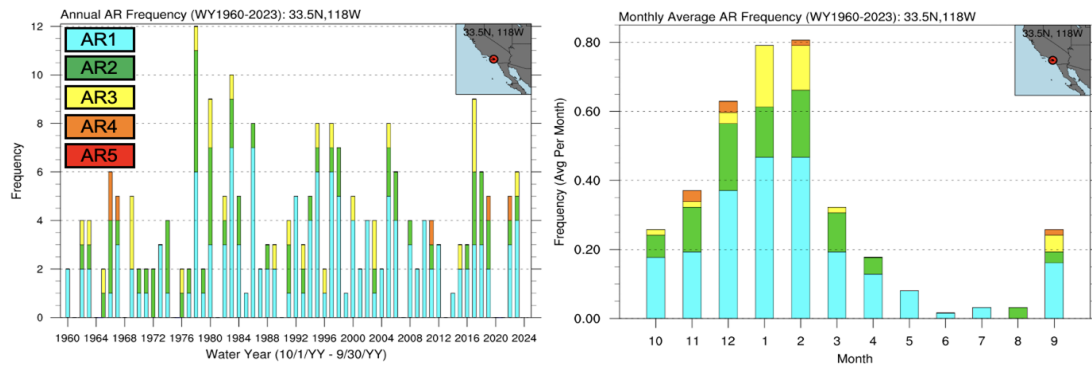 Annual AR Frequency (WY1960-2023): 33.5N,118W
33.5N, 118W
AR1
AR2
AR3
AR4
AR5
12
10
8
6
4
2
0
Frequency
1960 1964 1968 1972 1976 1980 1984 1988 1992 1996 2000 2004 2008 2012 2016 2020 2024
Water Year (10/1/YY - 9/30/YY)
Monthly Average AR Frequency (WY1960-2023): 33.5N,118W
33.5N, 118W
0.80
0.60
0.40
0.20
0.00
Frequency (Avg Per Month)
10 11 12 1 2 3 4 5 6 7 8 9
Month